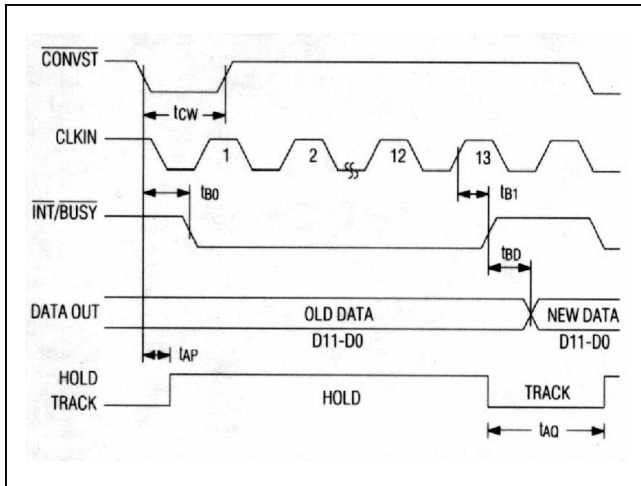 CONVST
tCW
CLKIN
1
2
12
13
tB0
tB1
INT/BUSY
tBD
DATA OUT
OLD DATA
NEW DATA
D11-D0
D11-D0
tAP
HOLD
TRACK
HOLD
TRACK
tAQ